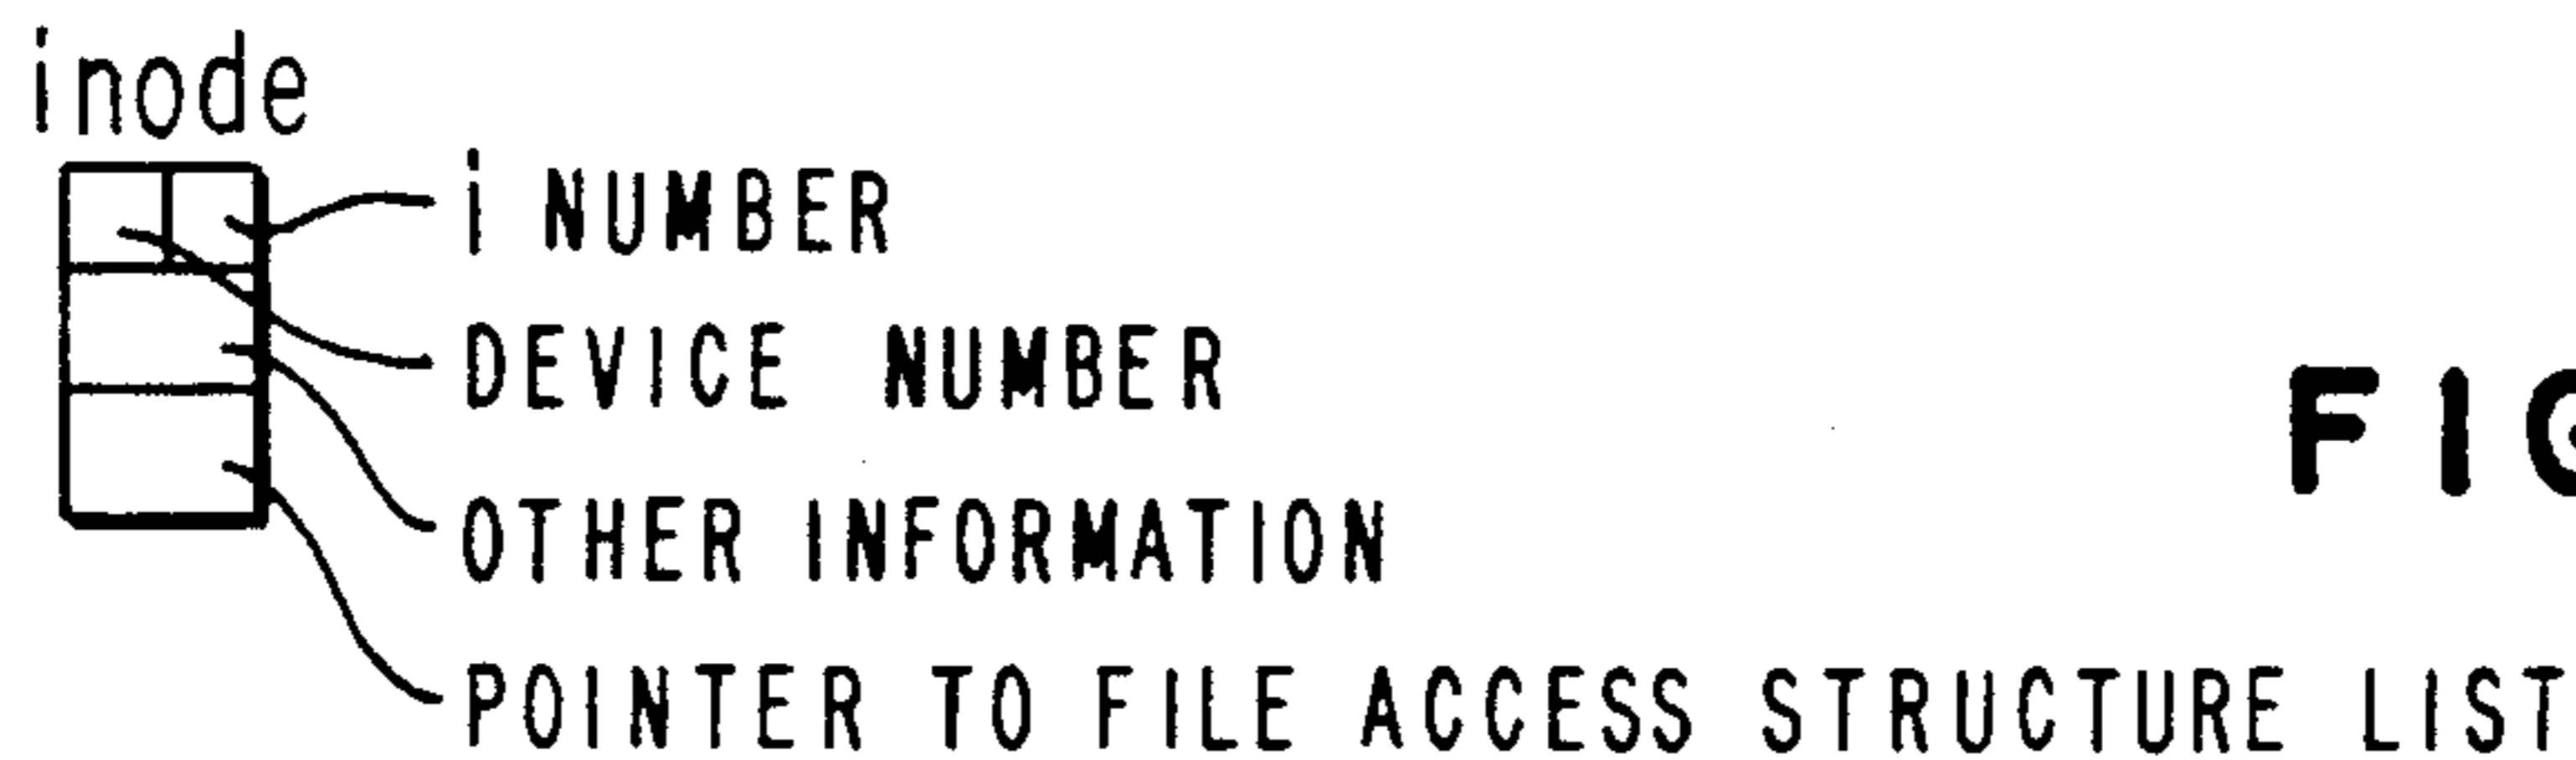 inode
i NUMBER
DEVICE NUMBER
OTHER INFORMATION
POINTER TO FILE ACCESS STRUCTURE LIST